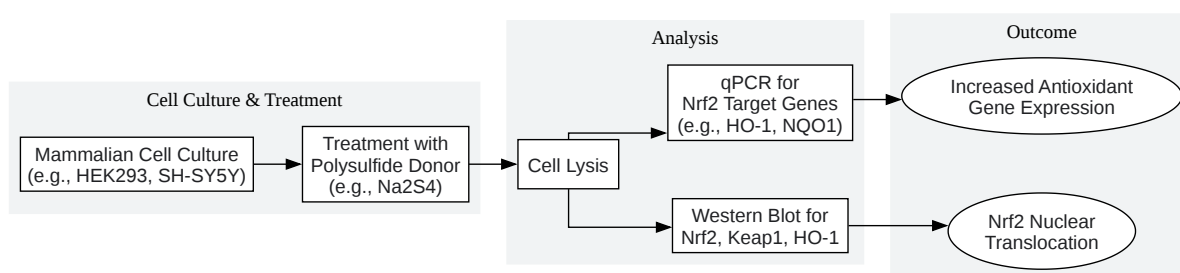 Cell Culture & Treatment
Mammalian Cell Culture
(e.g., HEK293, SH-SY5Y)
Treatment with
Polysulfide Donor
(e.g., Na2S4)
Analysis
Cell Lysis
qPCR for
Nrf2 Target Genes
(e.g., HO-1, NQO1)
Western Blot for
Nrf2, Keap1, HO-1
Outcome
Increased Antioxidant
Gene Expression
Nrf2 Nuclear
Translocation